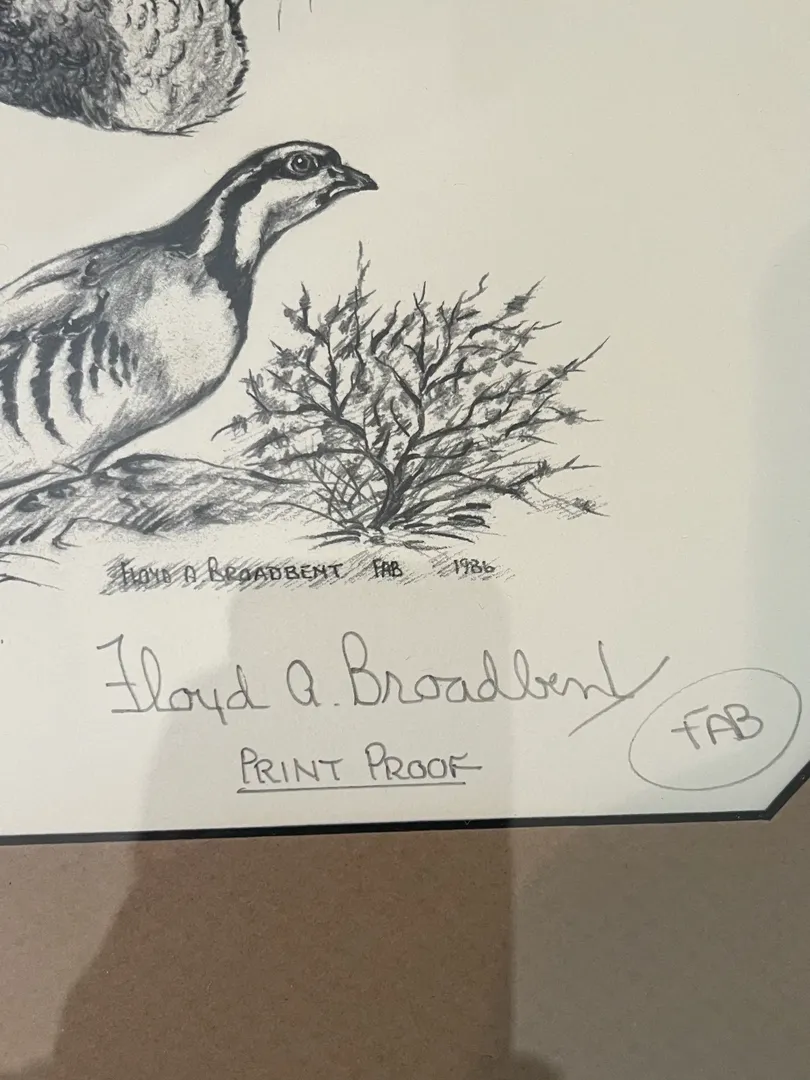 FLOYD A BROADBENT FAB 1986
Floyd A. Broadbent
FAB
PRINT PROOF